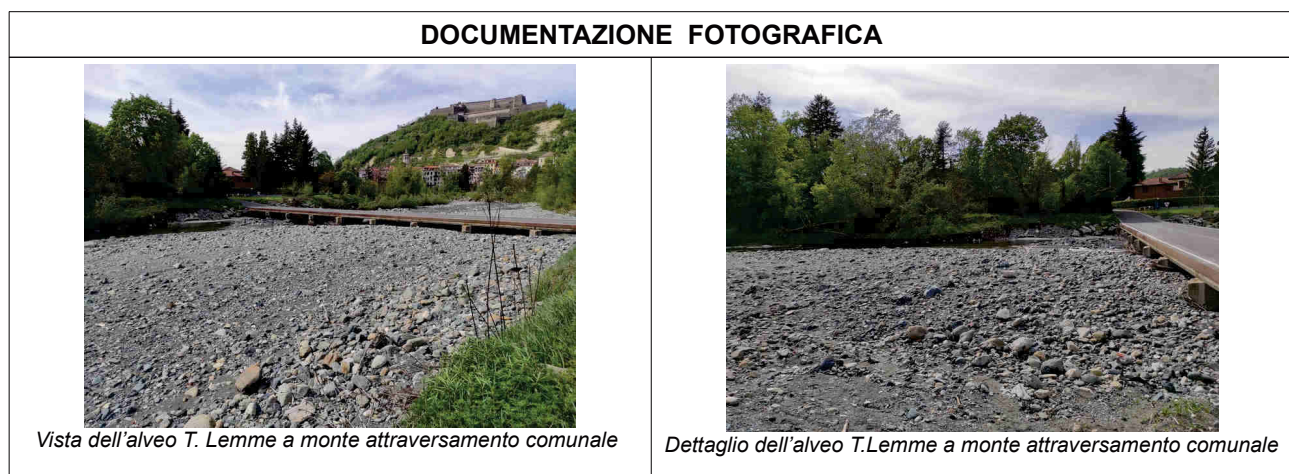 DOCUMENTAZIONE FOTOGRAFICA
Vista dell'alveo T. Lemme a monte attraversamento comunale
Dettaglio dell'alveo T.Lemme a monte attraversamento comunale